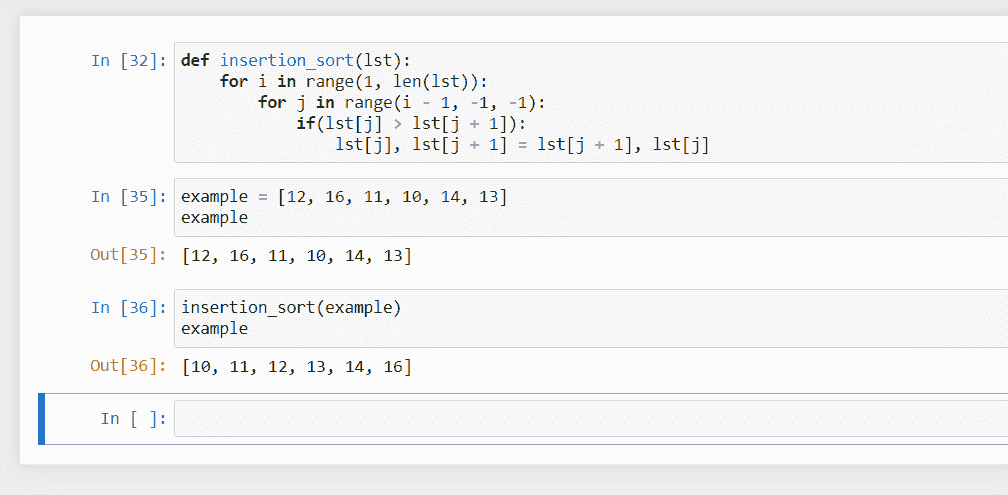 In [32]: def insertion_sort(lst):
    for i in range(1, len(lst)):
        for j in range(i - 1, -1, -1):
            if(lst[j] > lst[j + 1]):
                lst[j], lst[j + 1] = lst[j + 1], lst[j]
In [35]: example = [12, 16, 11, 10, 14, 13]
example
Out[35]: [12, 16, 11, 10, 14, 13]
In [36]: insertion_sort(example)
example
Out[36]: [10, 11, 12, 13, 14, 16]
In [ ]: